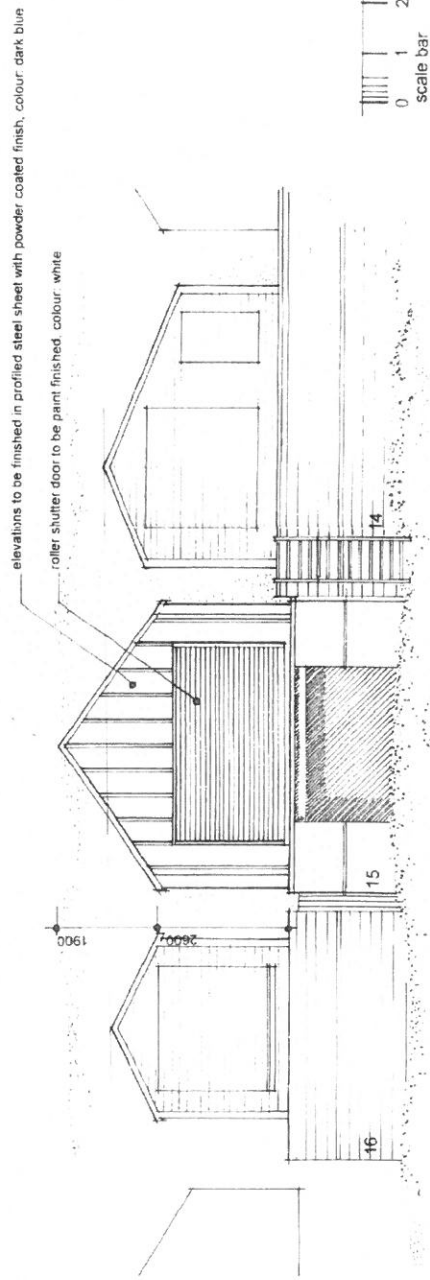 elevations to be finished in profiled steel sheet with powder coated finish, colour: dark blue
roller shutter door to be paint finished, colour: white
1900
2600
16
15
14
0 1 2
scale bar